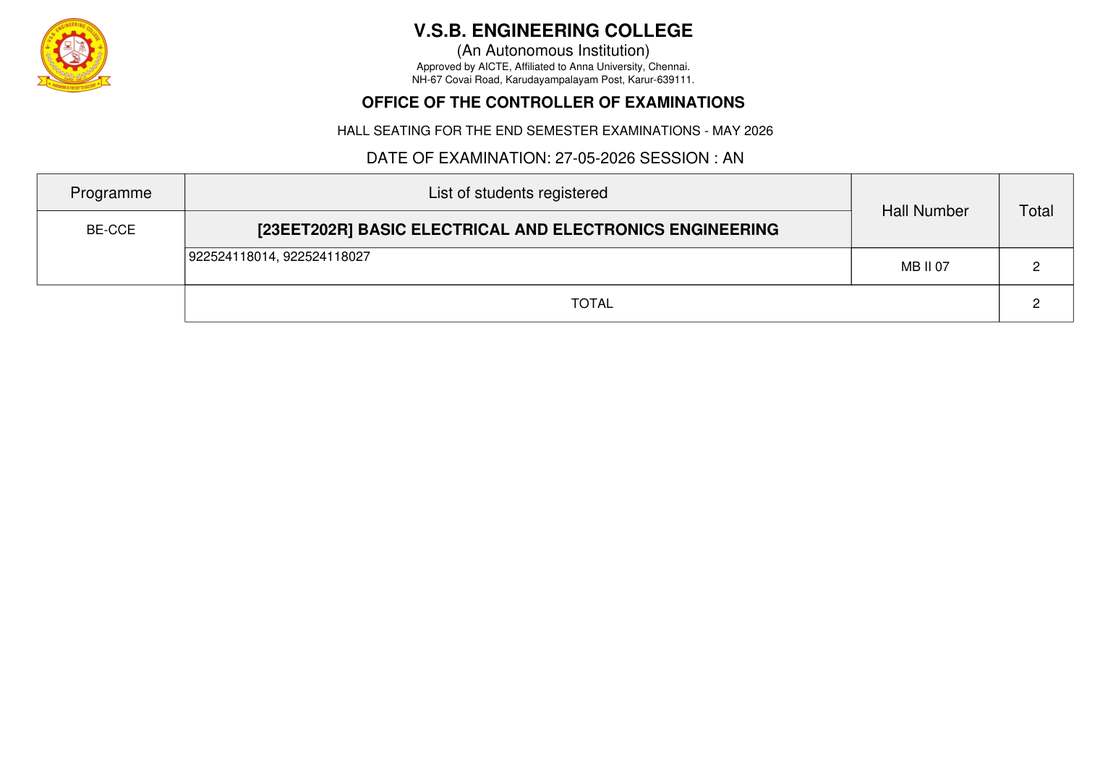 V.S.B. ENGINEERING COLLEGE
(An Autonomous Institution)
Approved by AICTE, Affiliated to Anna University, Chennai.
NH-67 Covai Road, Karudayampalayam Post, Karur-639111.
OFFICE OF THE CONTROLLER OF EXAMINATIONS
HALL SEATING FOR THE END SEMESTER EXAMINATIONS - MAY 2026
DATE OF EXAMINATION: 27-05-2026 SESSION : AN
Programme List of students registered Hall Number Total
BE-CCE [23EET202R] BASIC ELECTRICAL AND ELECTRONICS ENGINEERING
922524118014, 922524118027 MB II 07 2
TOTAL 2